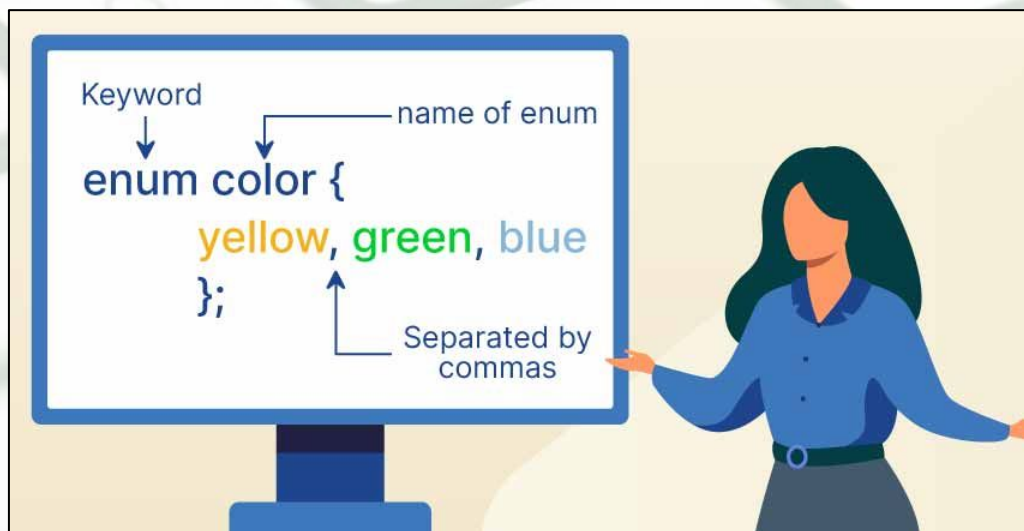 Keyword
name of enum
enum color {
yellow, green, blue
};
Separated by
commas